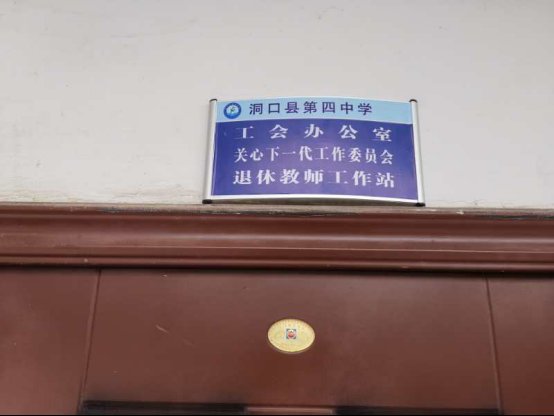 洞口县第四中学
工会办公室
关心下一代工作委员会
退休教师工作站